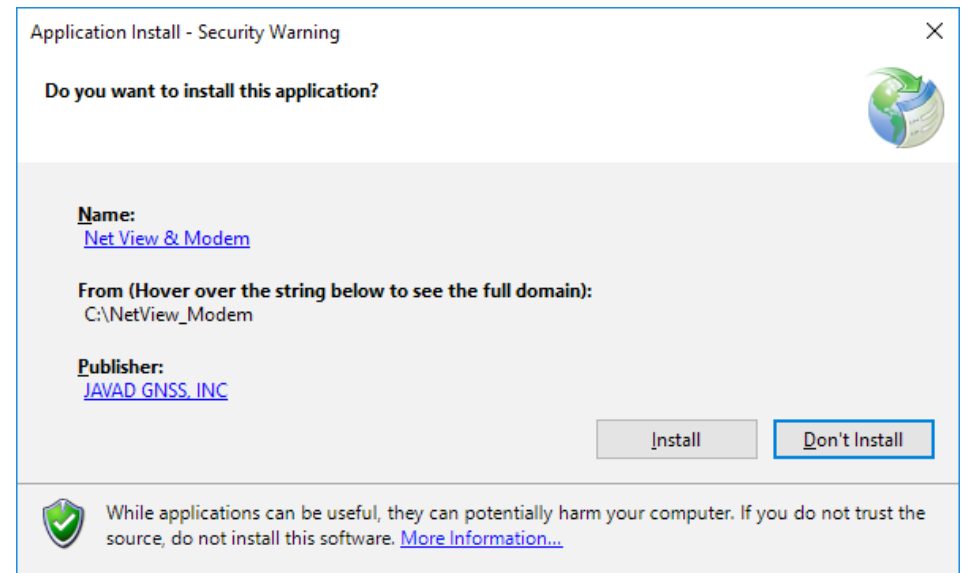 Application Install - Security Warning
Do you want to install this application?
Name:
Net View & Modem
From (Hover over the string below to see the full domain):
C:\NetView_Modem
Publisher:
JAVAD GNSS, INC
Install
Don't Install
While applications can be useful, they can potentially harm your computer. If you do not trust the
source, do not install this software. More Information...